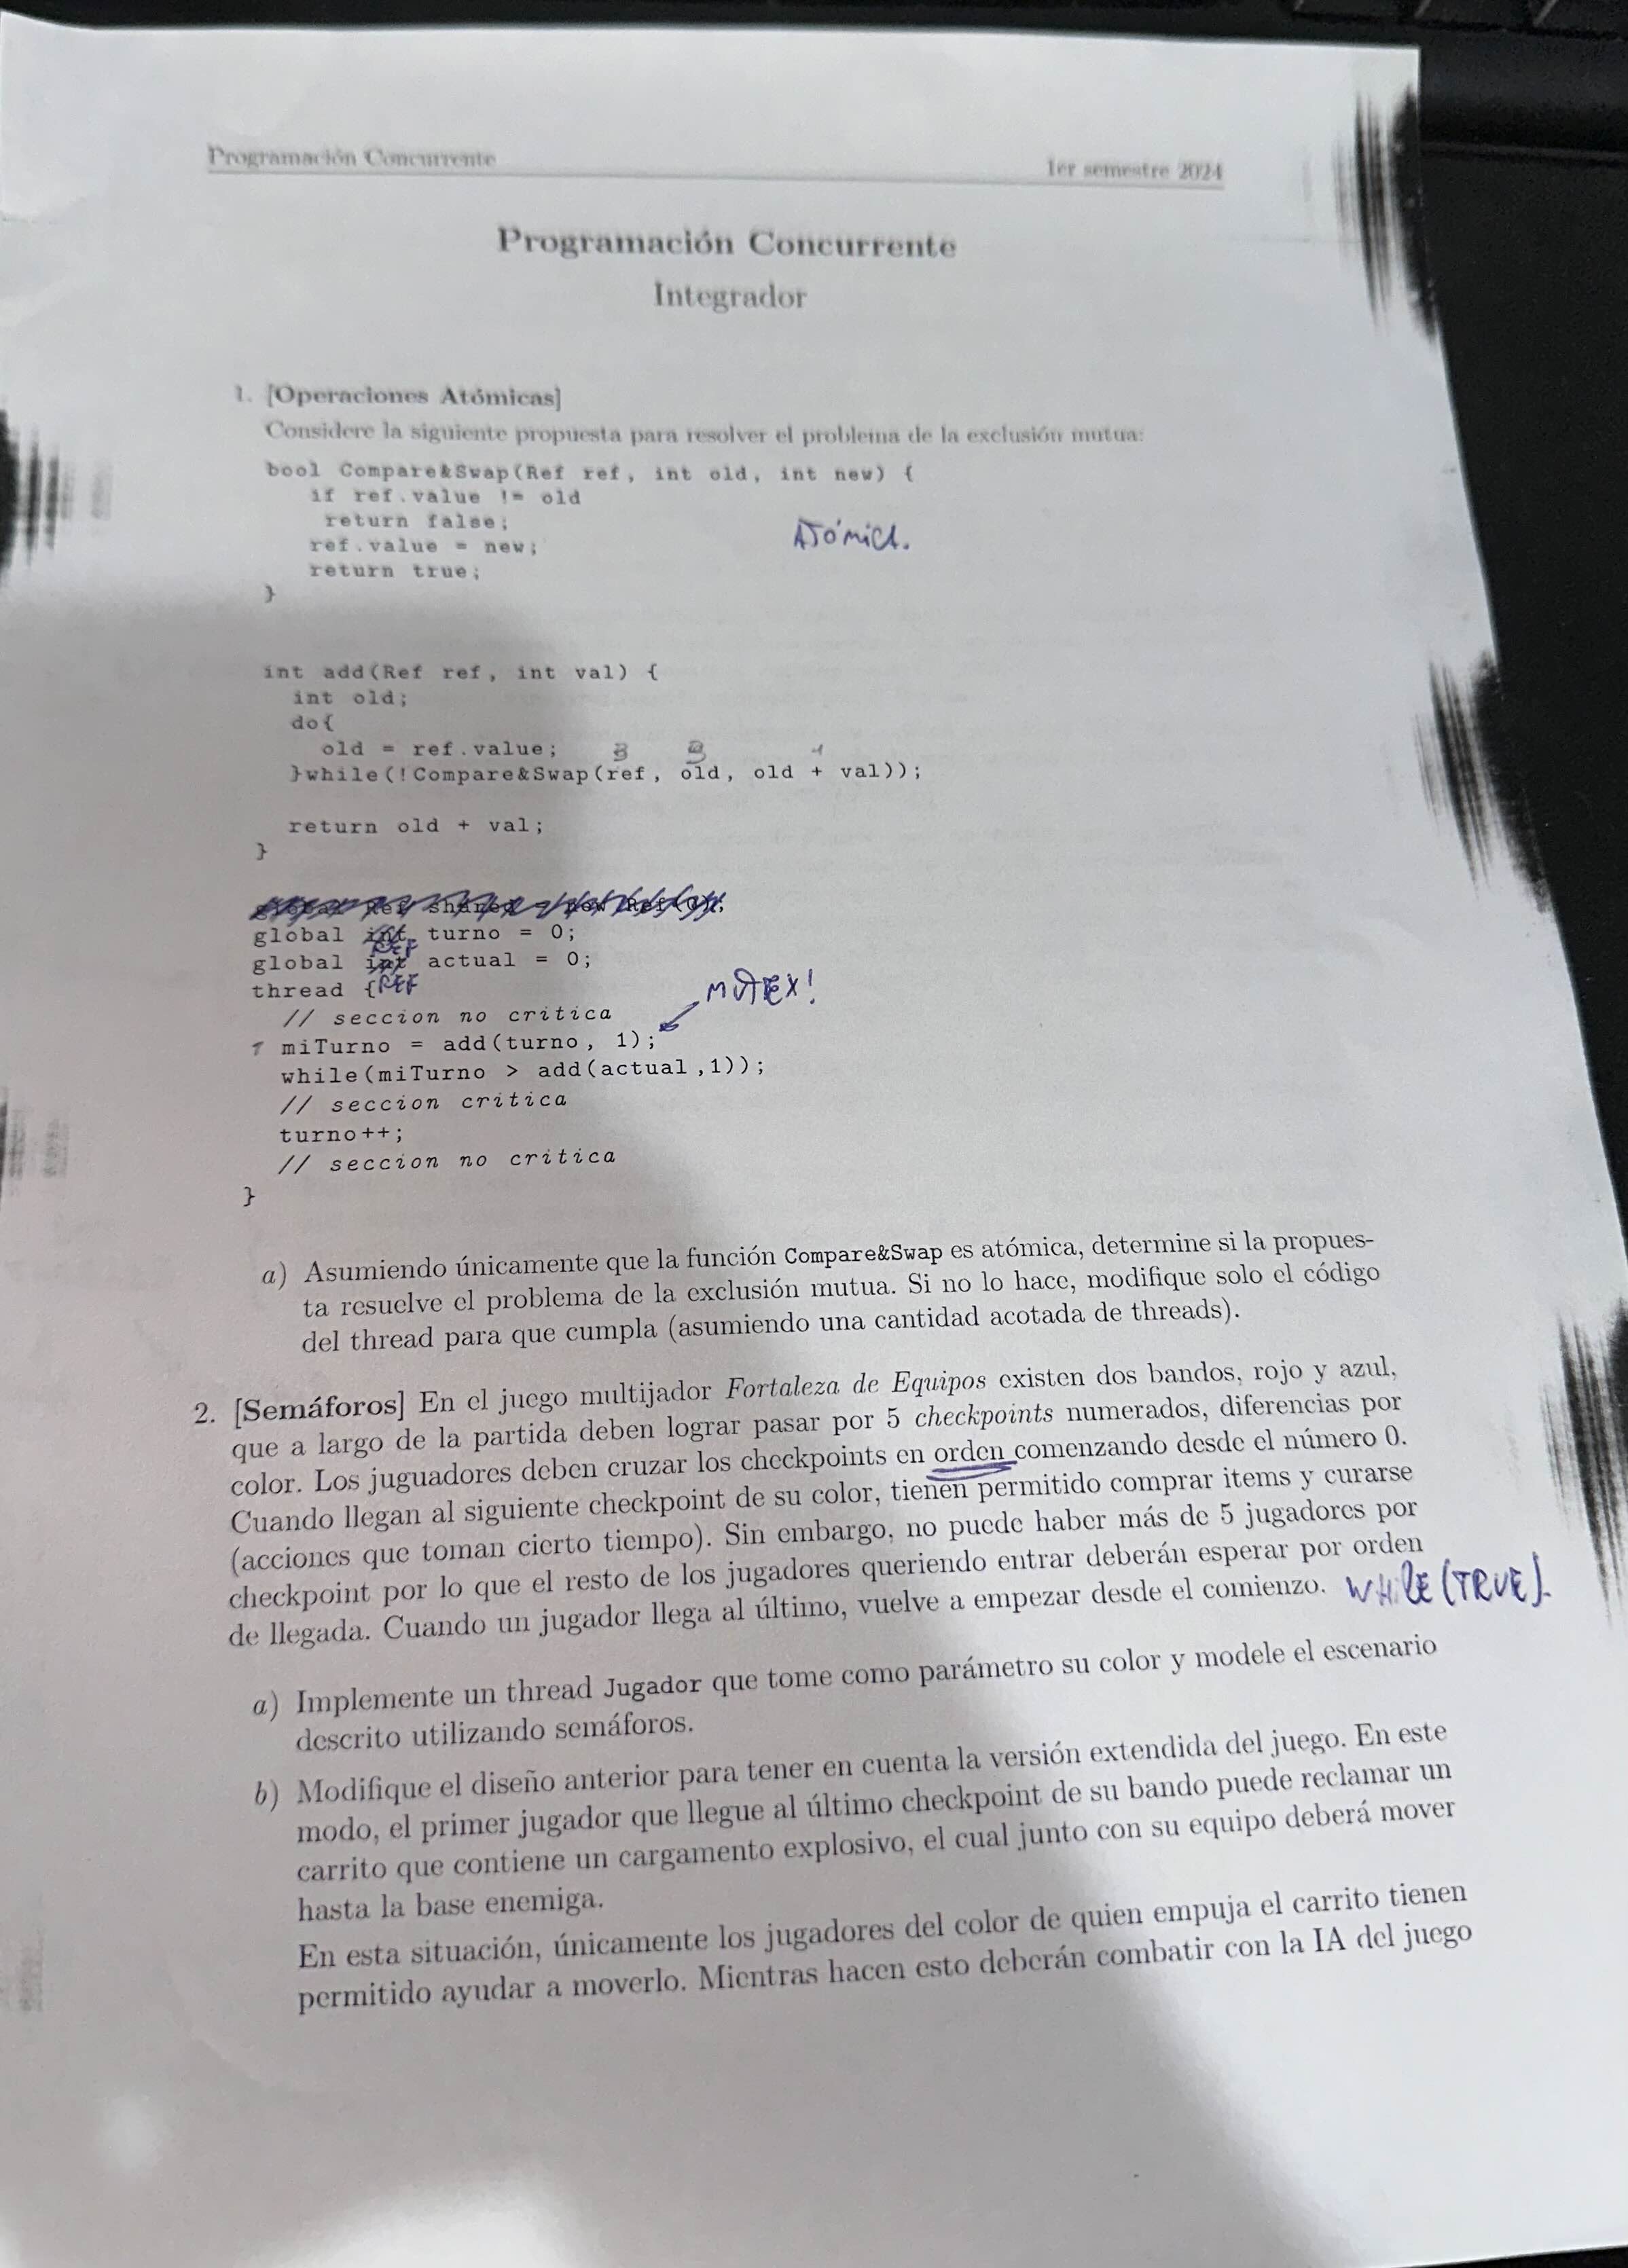 Programación Concurrente
1er semestre 2024
Programación Concurrente
Integrador
1. [Operaciones Atómicas]
Considere la siguiente propuesta para resolver el problema de la exclusión mutua:
bool Compare&Swap(Ref ref, int old, int new) {
if ref.value != old
return false;
ATÓMICA.
ref.value = new;
return true;
}
int add(Ref ref, int val) {
int old;
do{
old = ref.value;
}while(!Compare&Swap(ref, old, old + val));
return old + val;
}
global turno = 0;
REF
global actual = 0;
REF
thread {
MUTEX!
// seccion no critica
miTurno = add(turno, 1);
while(miTurno > add(actual,1));
// seccion critica
turno++;
// seccion no critica
}
a) Asumiendo únicamente que la función Compare&Swap es atómica, determine si la propues-
ta resuelve el problema de la exclusión mutua. Si no lo hace, modifique solo el código
del thread para que cumpla (asumiendo una cantidad acotada de threads).
2. [Semáforos] En el juego multijador Fortaleza de Equipos existen dos bandos, rojo y azul,
que a largo de la partida deben lograr pasar por 5 checkpoints numerados, diferencias por
color. Los juguadores deben cruzar los checkpoints en orden comenzando desde el número 0.
Cuando llegan al siguiente checkpoint de su color, tienen permitido comprar items y curarse
(acciones que toman cierto tiempo). Sin embargo, no puede haber más de 5 jugadores por
checkpoint por lo que el resto de los jugadores queriendo entrar deberán esperar por orden
de llegada. Cuando un jugador llega al último, vuelve a empezar desde el comienzo. WHILE (TRUE).
a) Implemente un thread Jugador que tome como parámetro su color y modele el escenario
descrito utilizando semáforos.
b) Modifique el diseño anterior para tener en cuenta la versión extendida del juego. En este
modo, el primer jugador que llegue al último checkpoint de su bando puede reclamar un
carrito que contiene un cargamento explosivo, el cual junto con su equipo deberá mover
hasta la base enemiga.
En esta situación, únicamente los jugadores del color de quien empuja el carrito tienen
permitido ayudar a moverlo. Mientras hacen esto deberán combatir con la IA del juego